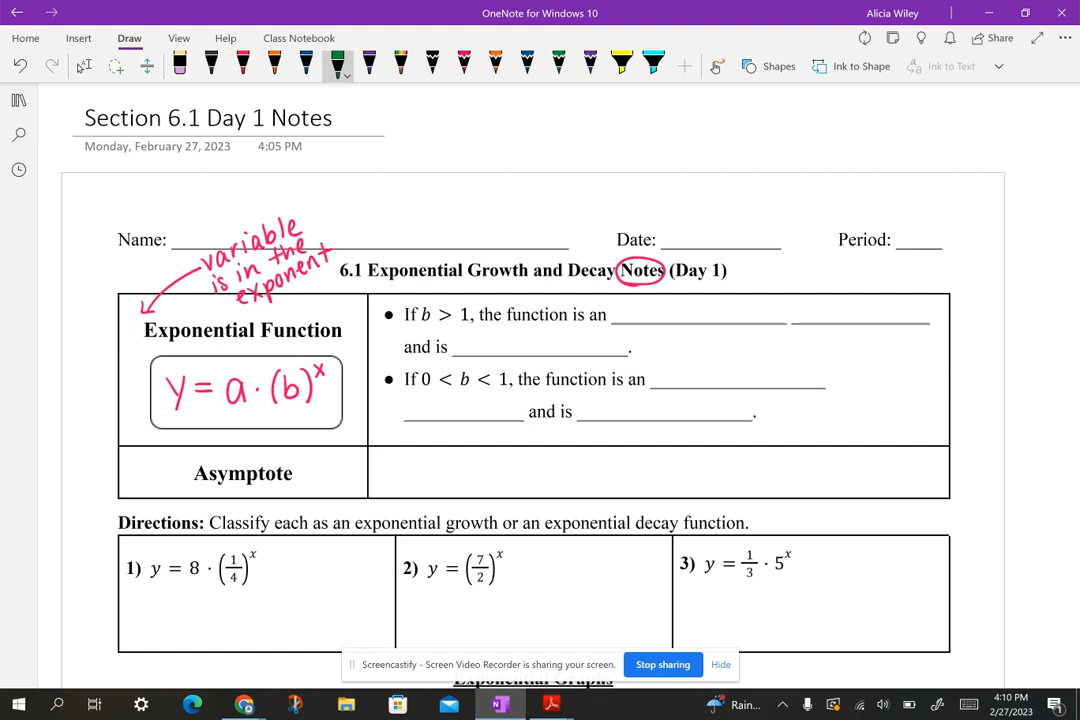 OneNote for Windows 10
Alicia Wiley
Home Insert Draw View Help Class Notebook
Share
Shapes Ink to Shape Ink to Text
Section 6.1 Day 1 Notes
Monday, February 27, 2023 4:05 PM
Name: Date: Period:
variable
is in the
exponent
6.1 Exponential Growth and Decay Notes (Day 1)
Exponential Function
y = a · (b)^x
• If b > 1, the function is an
and is .
• If 0 < b < 1, the function is an
and is .
Asymptote
Directions: Classify each as an exponential growth or an exponential decay function.
1) y = 8 · (1/4)^x
2) y = (7/2)^x
3) y = 1/3 · 5^x
Screencastify - Screen Video Recorder is sharing your screen. Stop sharing Hide
Exponential Graphs
Rain...
4:10 PM
2/27/2023
1